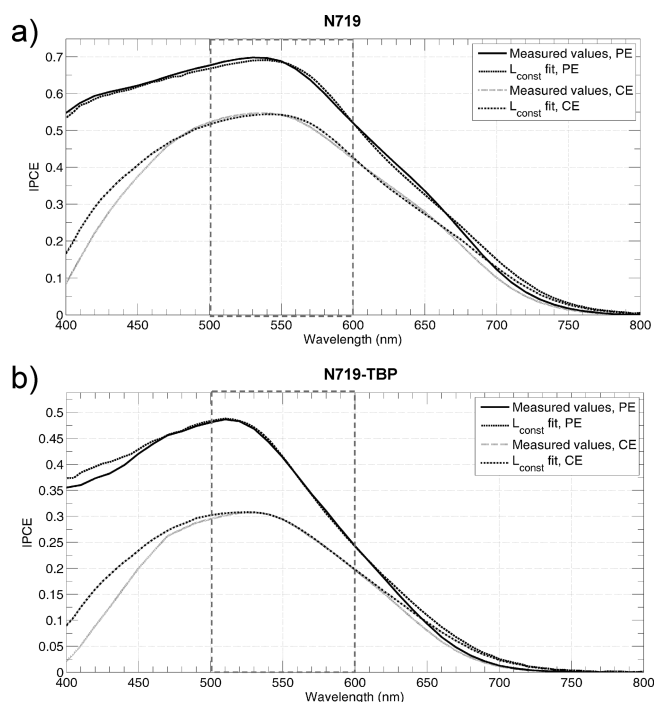 a)
N719
Measured values, PE
Lconst fit, PE
Measured values, CE
Lconst fit, CE
0.7
0.6
0.5
0.4
0.3
0.2
0.1
0
IPCE
400 450 500 550 600 650 700 750 800
Wavelength (nm)
b)
N719-TBP
Measured values, PE
Lconst fit, PE
Measured values, CE
Lconst fit, CE
0.5
0.45
0.4
0.35
0.3
0.25
0.2
0.15
0.1
0.05
0
IPCE
400 450 500 550 600 650 700 750 800
Wavelength (nm)